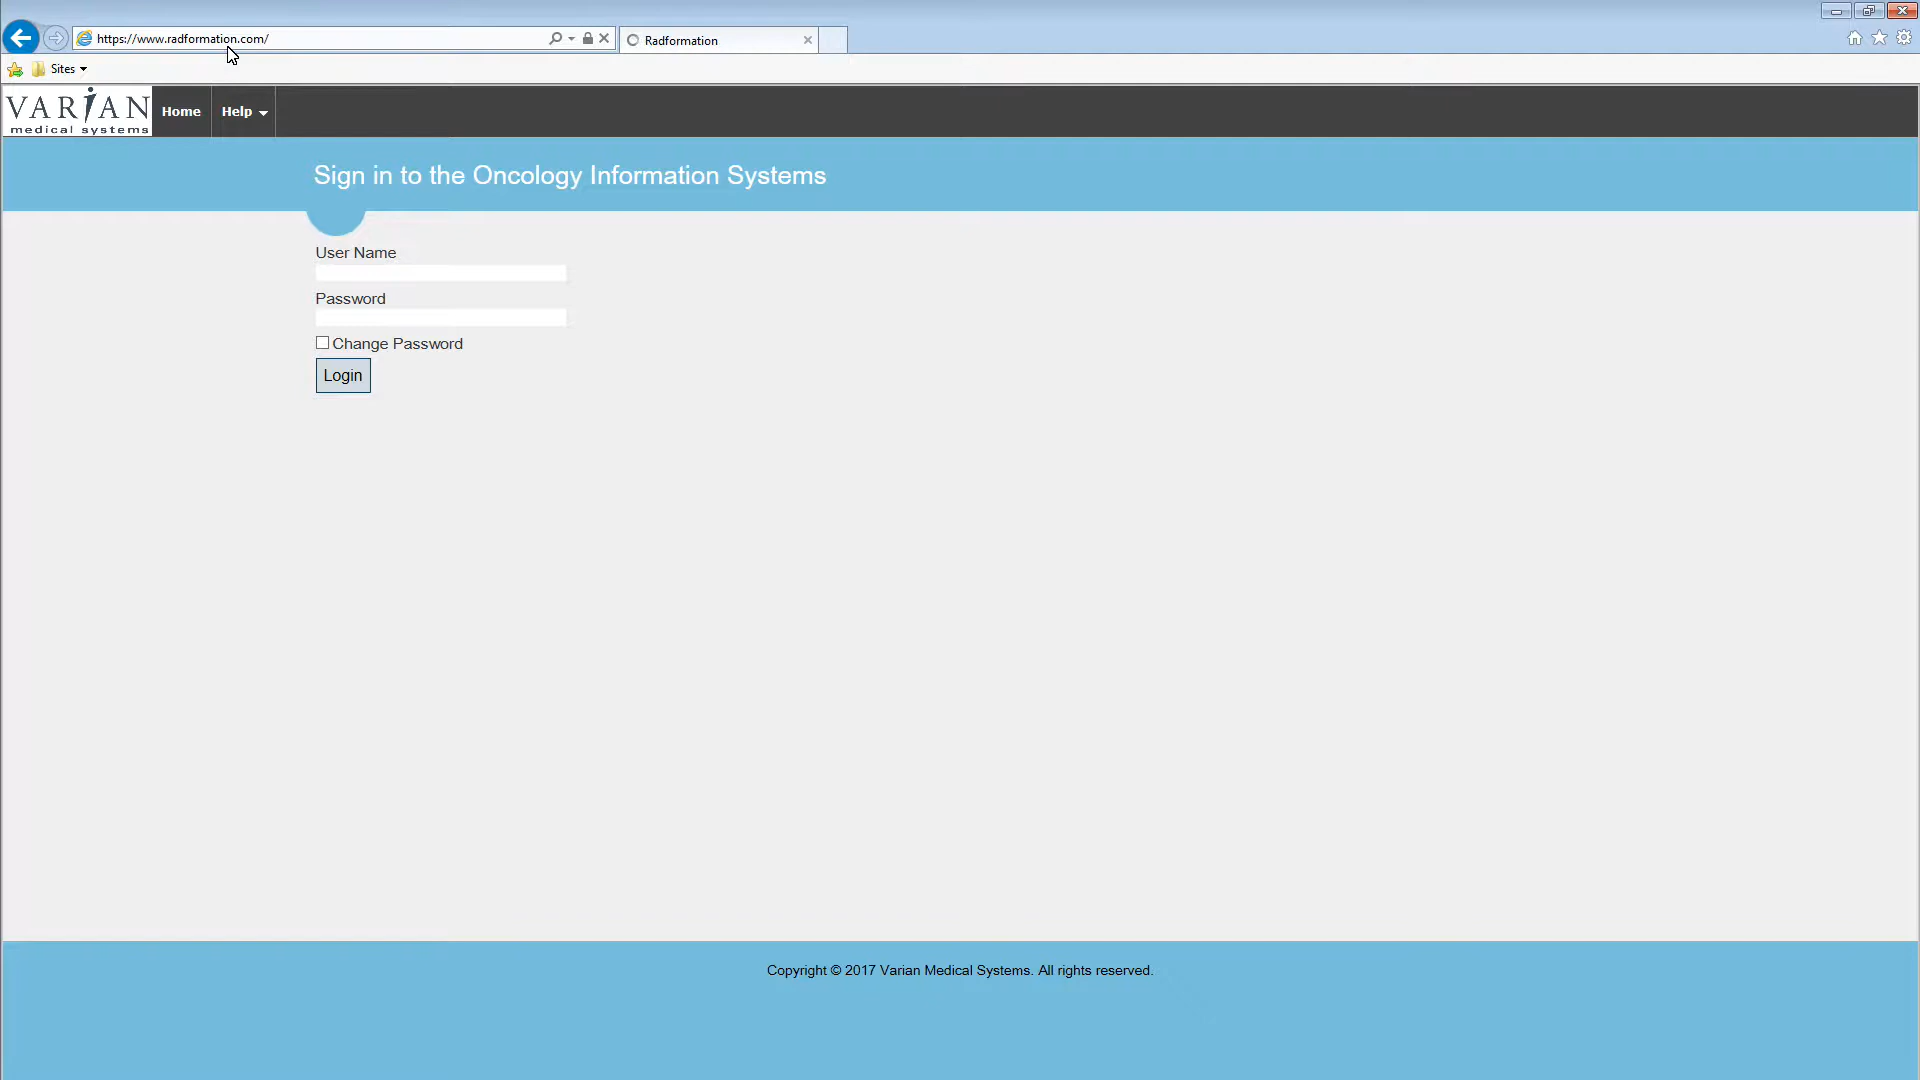 https://www.radformation.com/
Radformation
Sites
VARIAN
medical systems
Home
Help
Sign in to the Oncology Information Systems
User Name
Password
Change Password
Login
Copyright © 2017 Varian Medical Systems. All rights reserved.